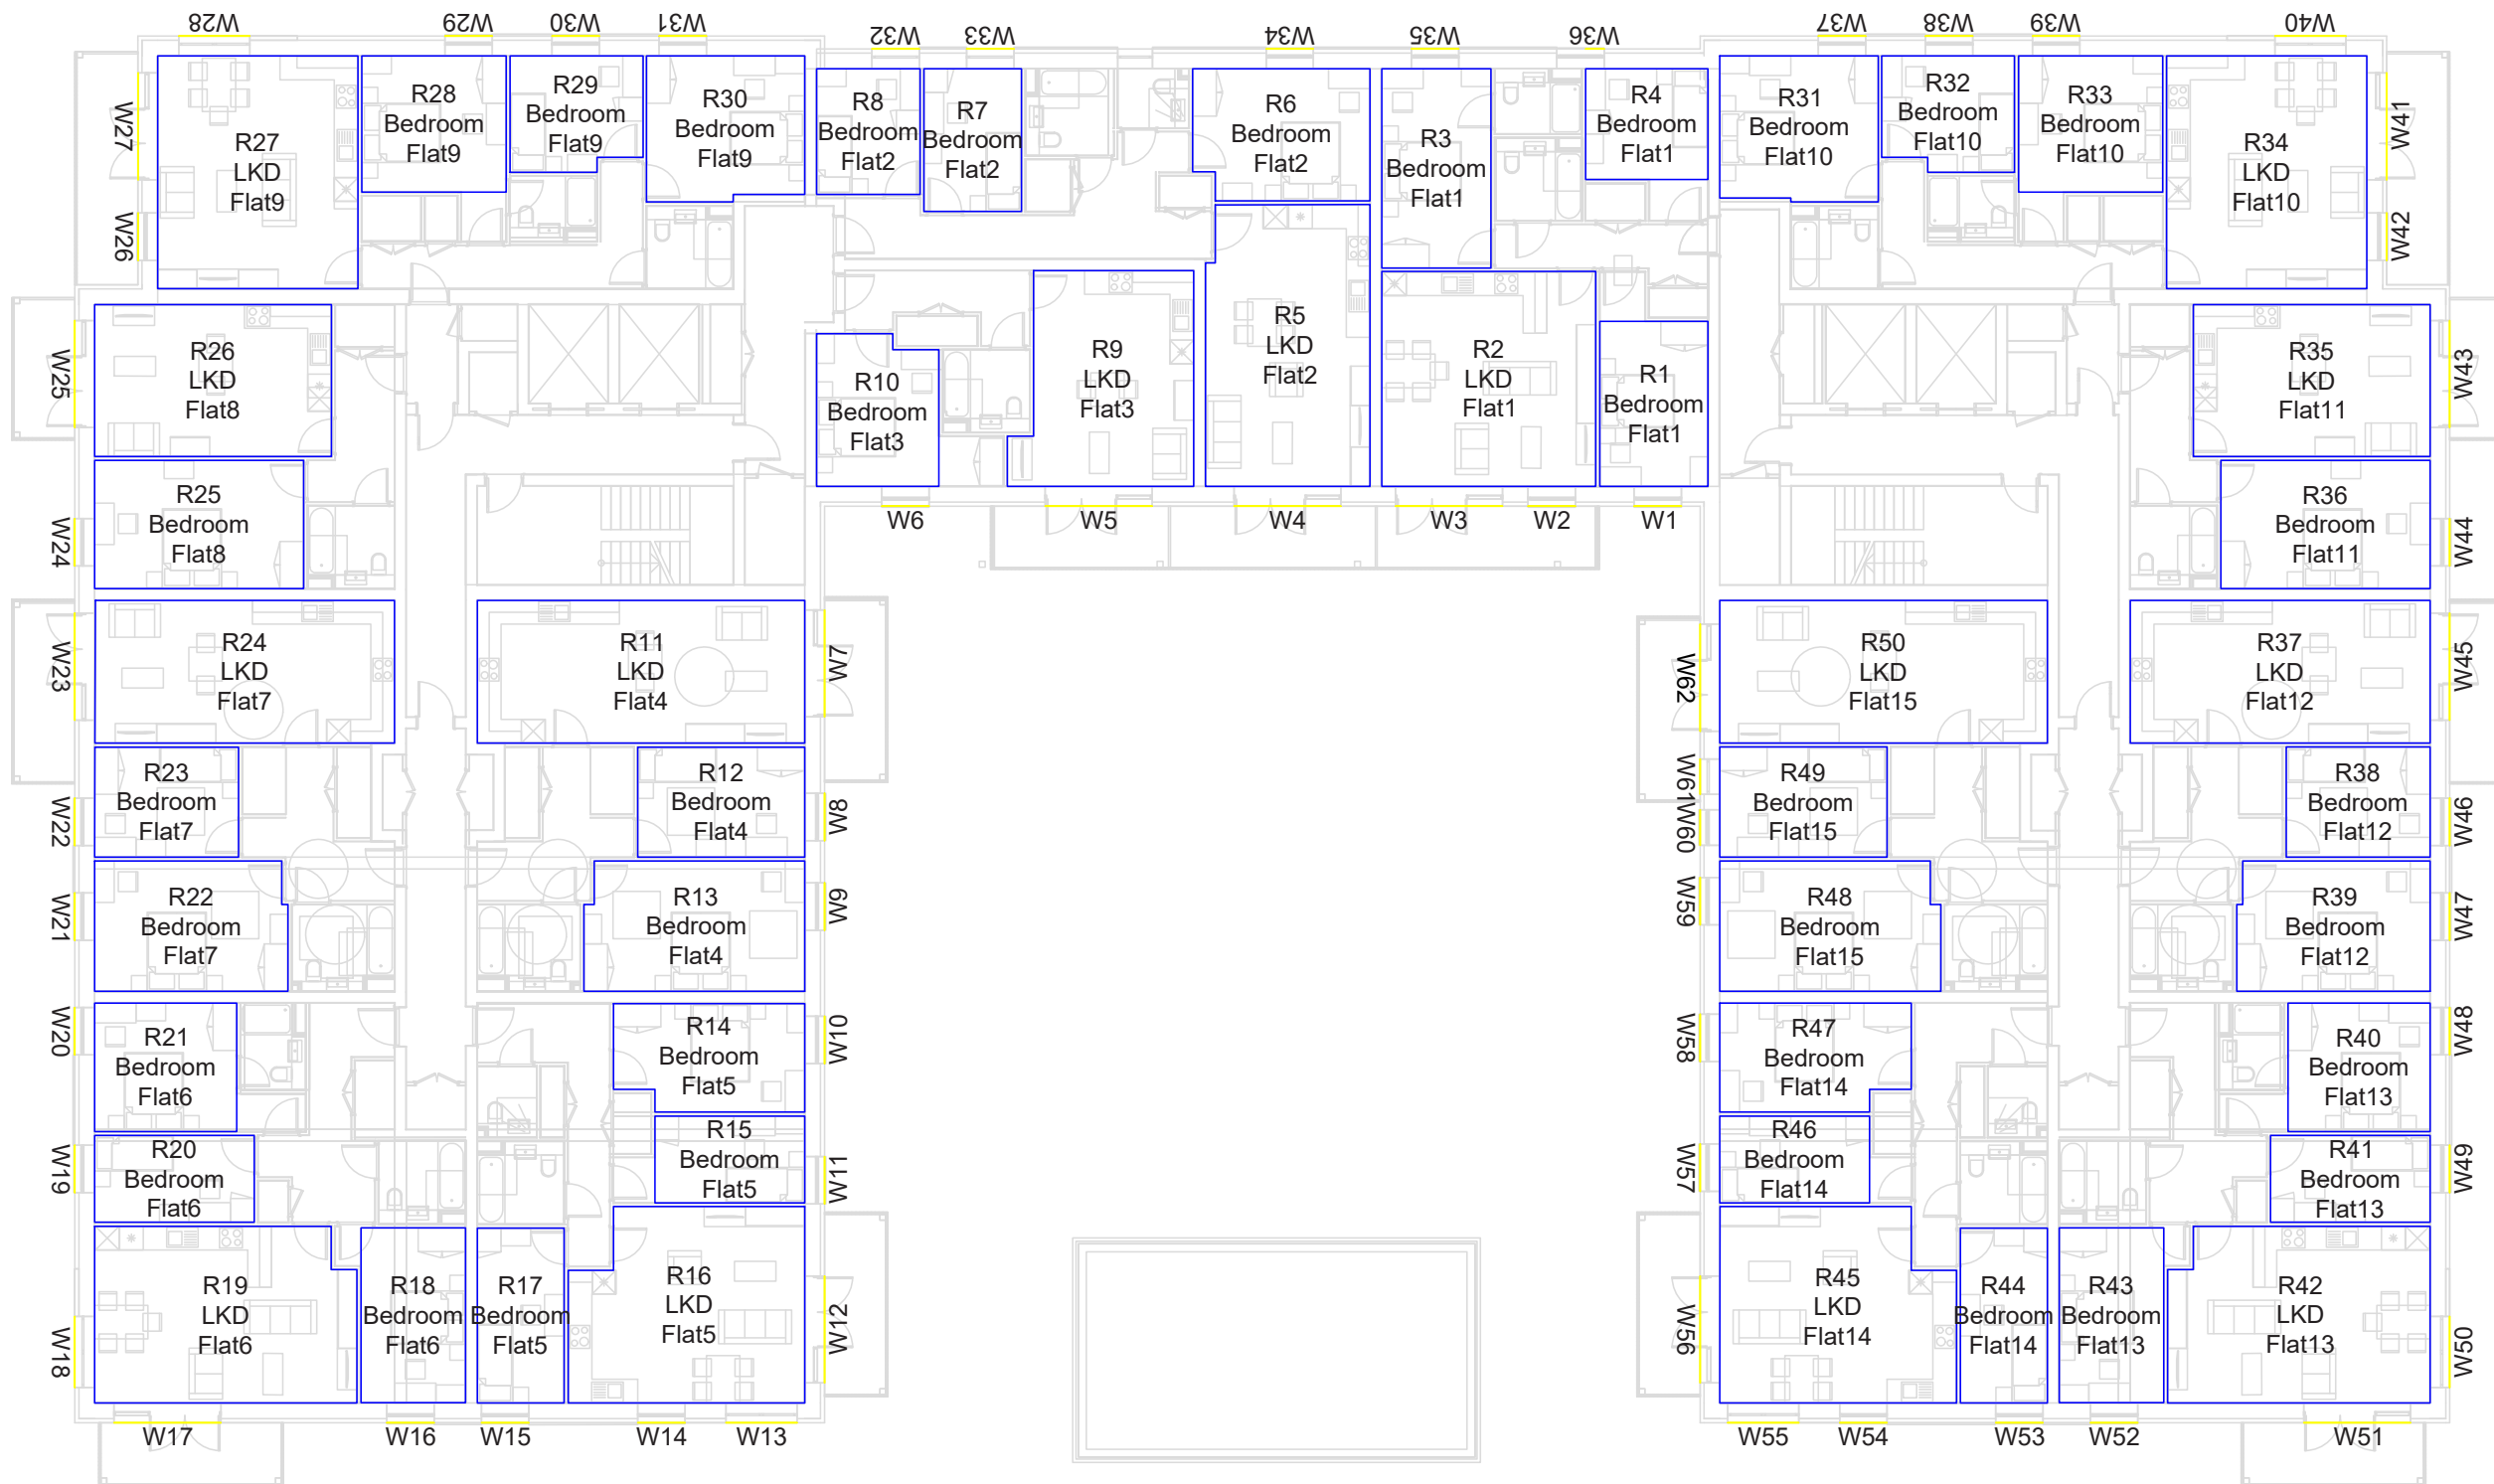 W28
W29
W30
W31
W32
W33
W34
W35
W36
W37
W38
W39
W40
W27
W26
R27
LKD
Flat9
R28
Bedroom
Flat9
R29
Bedroom
Flat9
R30
Bedroom
Flat9
R8
Bedroom
Flat2
R7
Bedroom
Flat2
R6
Bedroom
Flat2
R3
Bedroom
Flat1
R4
Bedroom
Flat1
R31
Bedroom
Flat10
R32
Bedroom
Flat10
R33
Bedroom
Flat10
R34
LKD
Flat10
W41
W42
W25
R26
LKD
Flat8
R10
Bedroom
Flat3
R9
LKD
Flat3
R5
LKD
Flat2
R2
LKD
Flat1
R1
Bedroom
Flat1
R35
LKD
Flat11
W43
W24
R25
Bedroom
Flat8
W6
W5
W4
W3
W2
W1
R36
Bedroom
Flat11
W44
W23
R24
LKD
Flat7
R11
LKD
Flat4
W7
W62
R50
LKD
Flat15
R37
LKD
Flat12
W45
W22
R23
Bedroom
Flat7
R12
Bedroom
Flat4
W8
W61
W60
R49
Bedroom
Flat15
R38
Bedroom
Flat12
W46
W21
R22
Bedroom
Flat7
R13
Bedroom
Flat4
W9
W59
R48
Bedroom
Flat15
R39
Bedroom
Flat12
W47
W20
R21
Bedroom
Flat6
R14
Bedroom
Flat5
W10
W58
R47
Bedroom
Flat14
R40
Bedroom
Flat13
W48
W19
R20
Bedroom
Flat6
R15
Bedroom
Flat5
W11
W57
R46
Bedroom
Flat14
R41
Bedroom
Flat13
W49
W18
R19
LKD
Flat6
R18
Bedroom
Flat6
R17
Bedroom
Flat5
R16
LKD
Flat5
W12
W56
R45
LKD
Flat14
R44
Bedroom
Flat14
R43
Bedroom
Flat13
R42
LKD
Flat13
W50
W17
W16
W15
W14
W13
W55
W54
W53
W52
W51